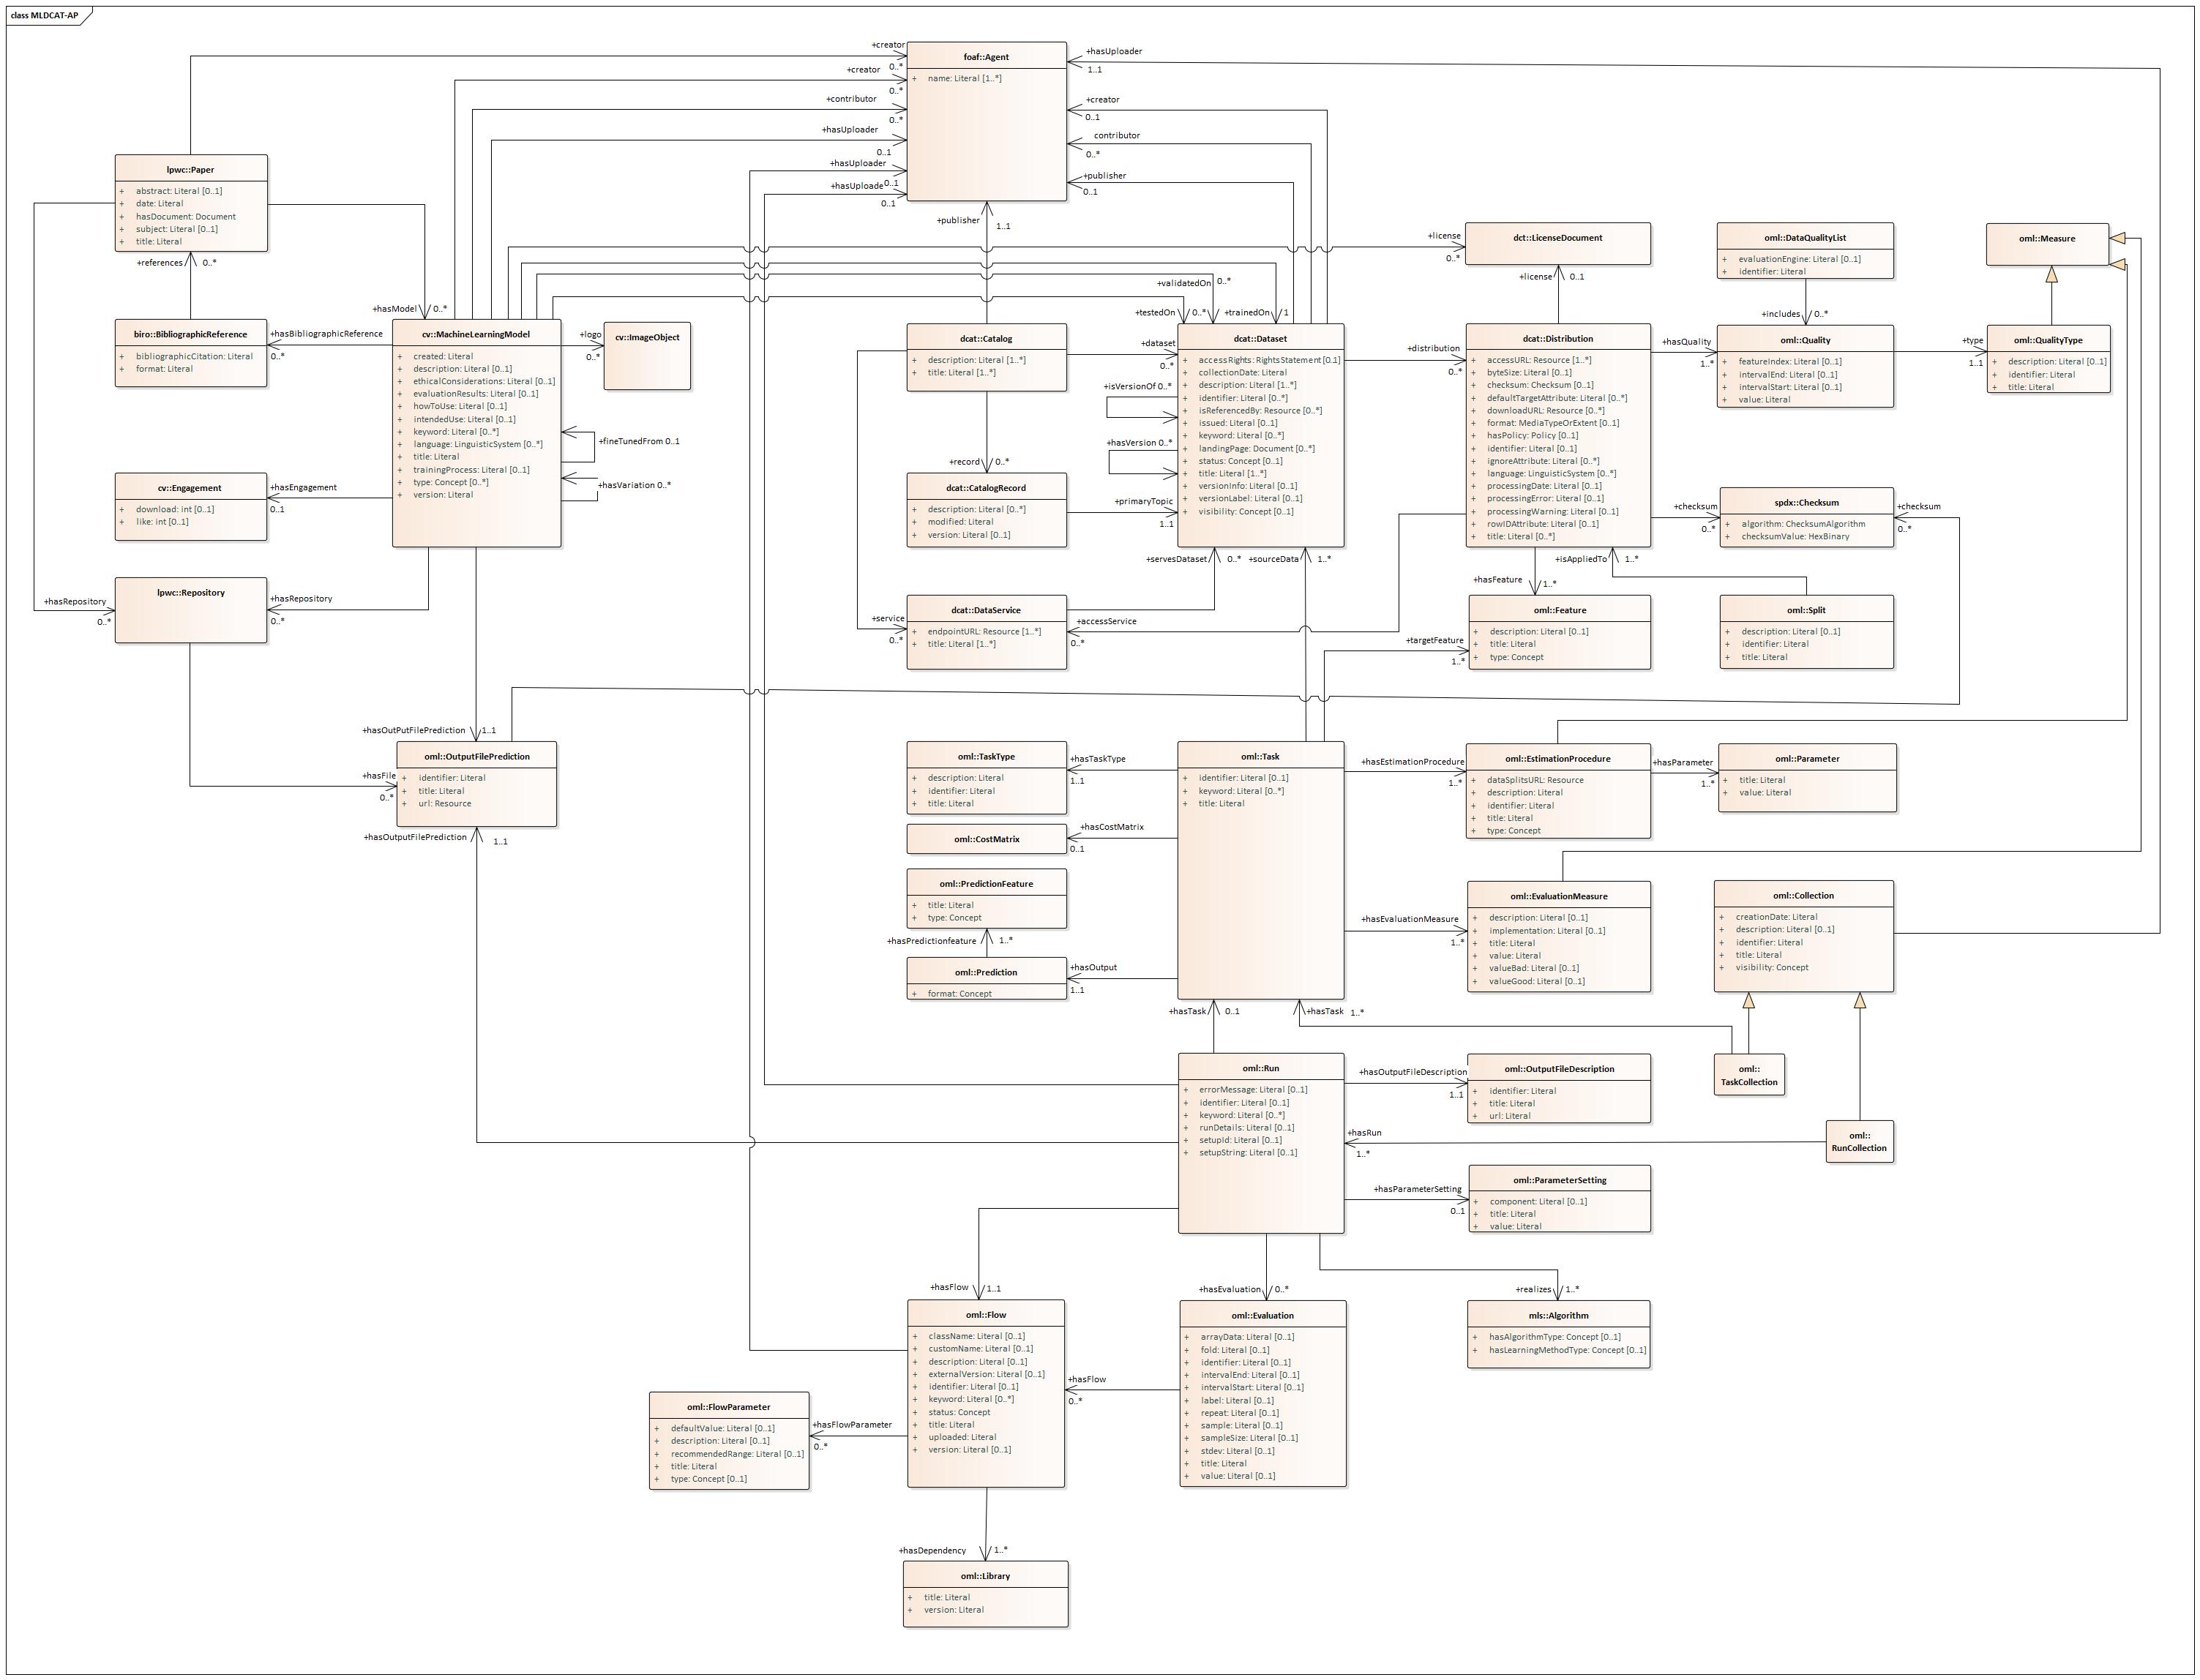 class MLDCAT-AP
foaf::Agent
+ name: Literal [1..*]
+creator
0..*
+creator
0..*
+contributor
0..*
+hasUploader
0..1
+hasUploader
0..1
+hasUploade
0..1
+hasUploader
1..1
+creator
0..1
contributor
0..*
+publisher
0..1
+publisher
1..1
lpwc::Paper
+ abstract: Literal [0..1]
+ date: Literal
+ hasDocument: Document
+ subject: Literal [0..1]
+ title: Literal
+references
0..*
+hasModel
0..*
+license
0..*
dct::LicenseDocument
+license
0..1
oml::DataQualityList
+ evaluationEngine: Literal [0..1]
+ identifier: Literal
+includes
0..*
oml::Measure
+validatedOn
0..*
+testedOn
0..*
+trainedOn
1
biro::BibliographicReference
+ bibliographicCitation: Literal
+ format: Literal
+hasBibliographicReference
0..*
cv::MachineLearningModel
+ created: Literal
+ description: Literal [0..1]
+ ethicalConsiderations: Literal [0..1]
+ evaluationResults: Literal [0..1]
+ howToUse: Literal [0..1]
+ intendedUse: Literal [0..1]
+ keyword: Literal [0..*]
+ language: LinguisticSystem [0..*]
+ title: Literal
+ trainingProcess: Literal [0..1]
+ type: Concept [0..*]
+ version: Literal
+logo
0..*
cv::ImageObject
+fineTunedFrom 0..1
+hasVariation 0..*
dcat::Catalog
+ description: Literal [1..*]
+ title: Literal [1..*]
+dataset
0..*
dcat::Dataset
+ accessRights: RightsStatement [0.1]
+ collectionDate: Literal
+ description: Literal [1..*]
+ identifier: Literal [0..*]
+ isReferencedBy: Resource [0..*]
+ issued: Literal [0..1]
+ keyword: Literal [0..*]
+ landingPage: Document [0..*]
+ status: Concept [0..1]
+ title: Literal [1..*]
+ versionInfo: Literal [0..1]
+ versionLabel: Literal [0..1]
+ visibility: Concept [0..1]
+isVersionOf 0..*
+hasVersion 0..*
+distribution
0..*
dcat::Distribution
+ accessURL: Resource [1..*]
+ byteSize: Literal [0..1]
+ checksum: Checksum [0..1]
+ defaultTargetAttribute: Literal [0..*]
+ downloadURL: Resource [0..*]
+ format: MediaTypeOrExtent [0..1]
+ hasPolicy: Policy [0..1]
+ identifier: Literal [0..1]
+ ignoreAttribute: Literal [0..*]
+ language: LinguisticSystem [0..*]
+ processingDate: Literal [0..1]
+ processingError: Literal [0..1]
+ processingWarning: Literal [0..1]
+ rowIDAttribute: Literal [0..1]
+ title: Literal [0..*]
+hasQuality
1..*
oml::Quality
+ featureIndex: Literal [0..1]
+ intervalEnd: Literal [0..1]
+ intervalStart: Literal [0..1]
+ value: Literal
+type
1..1
oml::QualityType
+ description: Literal [0..1]
+ identifier: Literal
+ title: Literal
cv::Engagement
+ download: int [0..1]
+ like: int [0..1]
+hasEngagement
0..1
+record
0..*
dcat::CatalogRecord
+ description: Literal [0..*]
+ modified: Literal
+ version: Literal [0..1]
+primaryTopic
1..1
+checksum
0..*
spdx::Checksum
+ algorithm: ChecksumAlgorithm
+ checksumValue: HexBinary
+checksum
0..*
+servesDataset
0..*
+sourceData
1..*
+isAppliedTo
1..*
+hasFeature
1..*
lpwc::Repository
+hasRepository
0..*
+hasRepository
0..*
+service
0..*
dcat::DataService
+ endpointURL: Resource [1..*]
+ title: Literal [1..*]
+accessService
0..*
oml::Feature
+ description: Literal [0..1]
+ title: Literal
+ type: Concept
+targetFeature
1..*
oml::Split
+ description: Literal [0..1]
+ identifier: Literal
+ title: Literal
+hasOutPutFilePrediction
1..1
oml::OutputFilePrediction
+ identifier: Literal
+ title: Literal
+ url: Resource
+hasFile
0..*
+hasOutputFilePrediction
1..1
oml::TaskType
+ description: Literal
+ identifier: Literal
+ title: Literal
+hasTaskType
1..1
oml::Task
+ identifier: Literal [0..1]
+ keyword: Literal [0..*]
+ title: Literal
+hasEstimationProcedure
1..*
oml::EstimationProcedure
+ dataSplitsURL: Resource
+ description: Literal
+ identifier: Literal
+ title: Literal
+ type: Concept
+hasParameter
1..*
oml::Parameter
+ title: Literal
+ value: Literal
oml::CostMatrix
+hasCostMatrix
0..1
oml::PredictionFeature
+ title: Literal
+ type: Concept
+hasPredictionfeature
1..*
oml::Prediction
+ format: Concept
+hasOutput
1..1
+hasEvaluationMeasure
1..*
oml::EvaluationMeasure
+ description: Literal [0..1]
+ implementation: Literal [0..1]
+ title: Literal
+ value: Literal
+ valueBad: Literal [0..1]
+ valueGood: Literal [0..1]
oml::Collection
+ creationDate: Literal
+ description: Literal [0..1]
+ identifier: Literal
+ title: Literal
+ visibility: Concept
+hasTask
0..1
+hasTask
1..*
oml::
TaskCollection
oml::Run
+ errorMessage: Literal [0..1]
+ identifier: Literal [0..1]
+ keyword: Literal [0..*]
+ runDetails: Literal [0..1]
+ setupId: Literal [0..1]
+ setupString: Literal [0..1]
+hasOutputFileDescription
1..1
oml::OutputFileDescription
+ identifier: Literal
+ title: Literal
+ url: Literal
+hasRun
1..*
oml::
RunCollection
+hasParameterSetting
0..1
oml::ParameterSetting
+ component: Literal [0..1]
+ title: Literal
+ value: Literal
+hasFlow
1..1
+hasEvaluation
0..*
+realizes
1..*
oml::Flow
+ className: Literal [0..1]
+ customName: Literal [0..1]
+ description: Literal [0..1]
+ externalVersion: Literal [0..1]
+ identifier: Literal [0..1]
+ keyword: Literal [0..*]
+ status: Concept
+ title: Literal
+ uploaded: Literal
+ version: Literal [0..1]
+hasFlow
0..*
oml::Evaluation
+ arrayData: Literal [0..1]
+ fold: Literal [0..1]
+ identifier: Literal [0..1]
+ intervalEnd: Literal [0..1]
+ intervalStart: Literal [0..1]
+ label: Literal [0..1]
+ repeat: Literal [0..1]
+ sample: Literal [0..1]
+ sampleSize: Literal [0..1]
+ stdev: Literal [0..1]
+ title: Literal
+ value: Literal [0..1]
mls::Algorithm
+ hasAlgorithmType: Concept [0..1]
+ hasLearningMethodType: Concept [0..1]
oml::FlowParameter
+ defaultValue: Literal [0..1]
+ description: Literal [0..1]
+ recommendedRange: Literal [0..1]
+ title: Literal
+ type: Concept [0..1]
+hasFlowParameter
0..*
+hasDependency
1..*
oml::Library
+ title: Literal
+ version: Literal